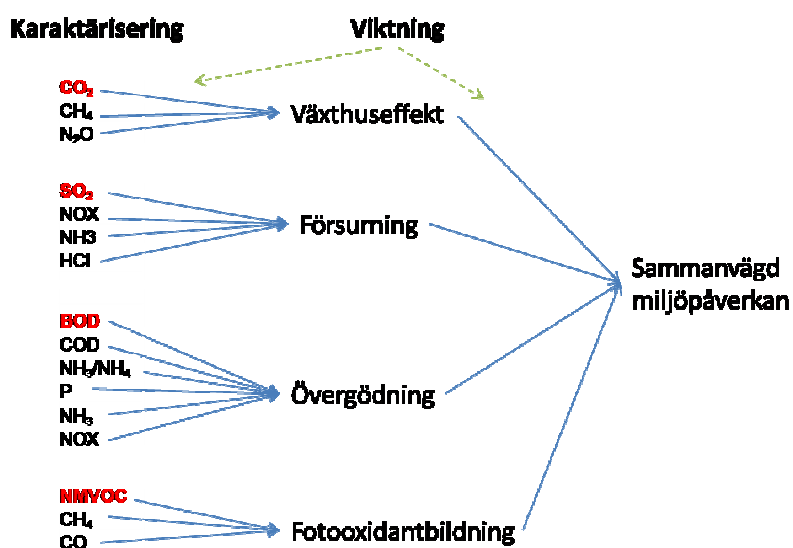 Karaktärisering
Viktning
CO₂
CH₄
N₂O
Växthuseffekt
SO₂
NOX
NH3
HCl
Försurning
Sammanvägd
miljöpåverkan
BOD
COD
NH₃/NH₄
P
NH₃
NOX
Övergödning
NMVOC
CH₄
CO
Fotooxidantbildning